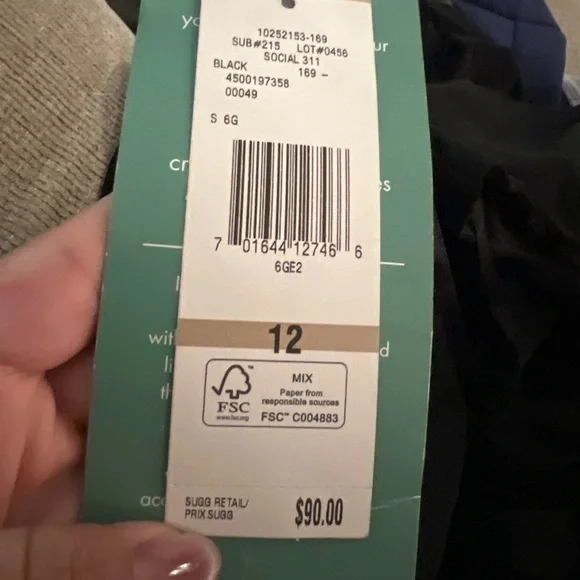 10252153-169
SUB#215 LOT#0456
SOCIAL 311
BLACK 169 -
4500197358
00049
S 6G
7 01644 12746 6
6GE2
12
FSC™
www.fsc.org
MIX
Paper from
responsible sources
FSC™ C004883
SUGG RETAIL/
PRIX SUGG
$90.00